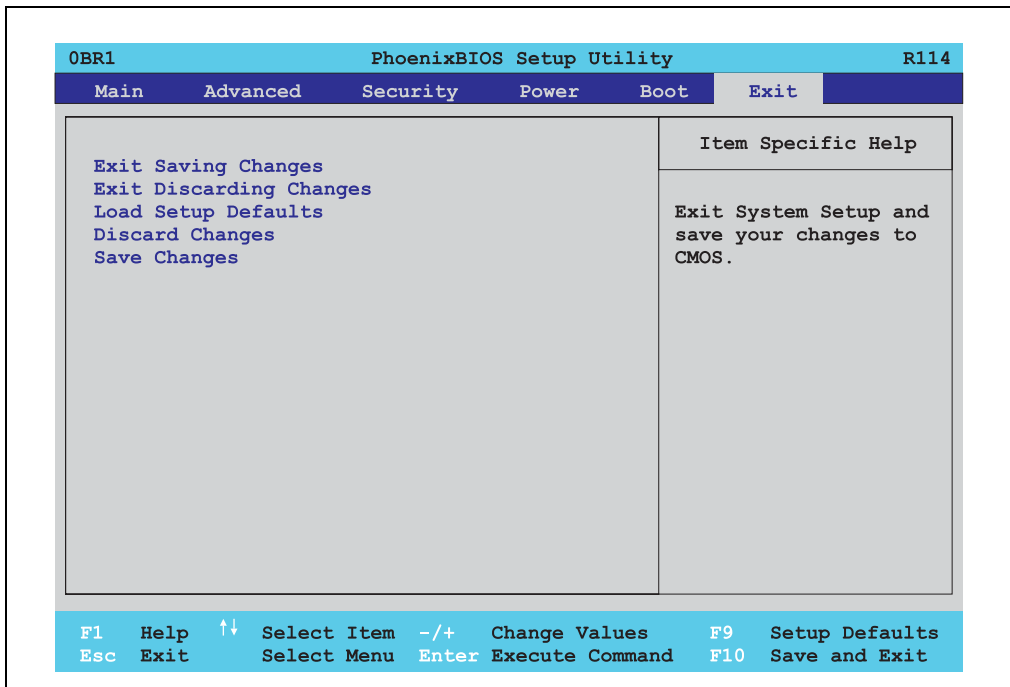 0BR1 PhoenixBIOS Setup Utility R114
Main Advanced Security Power Boot Exit
Exit Saving Changes
Exit Discarding Changes
Load Setup Defaults
Discard Changes
Save Changes
Item Specific Help
Exit System Setup and
save your changes to
CMOS.
F1 Help ↑↓ Select Item -/+ Change Values F9 Setup Defaults
Esc Exit Select Menu Enter Execute Command F10 Save and Exit